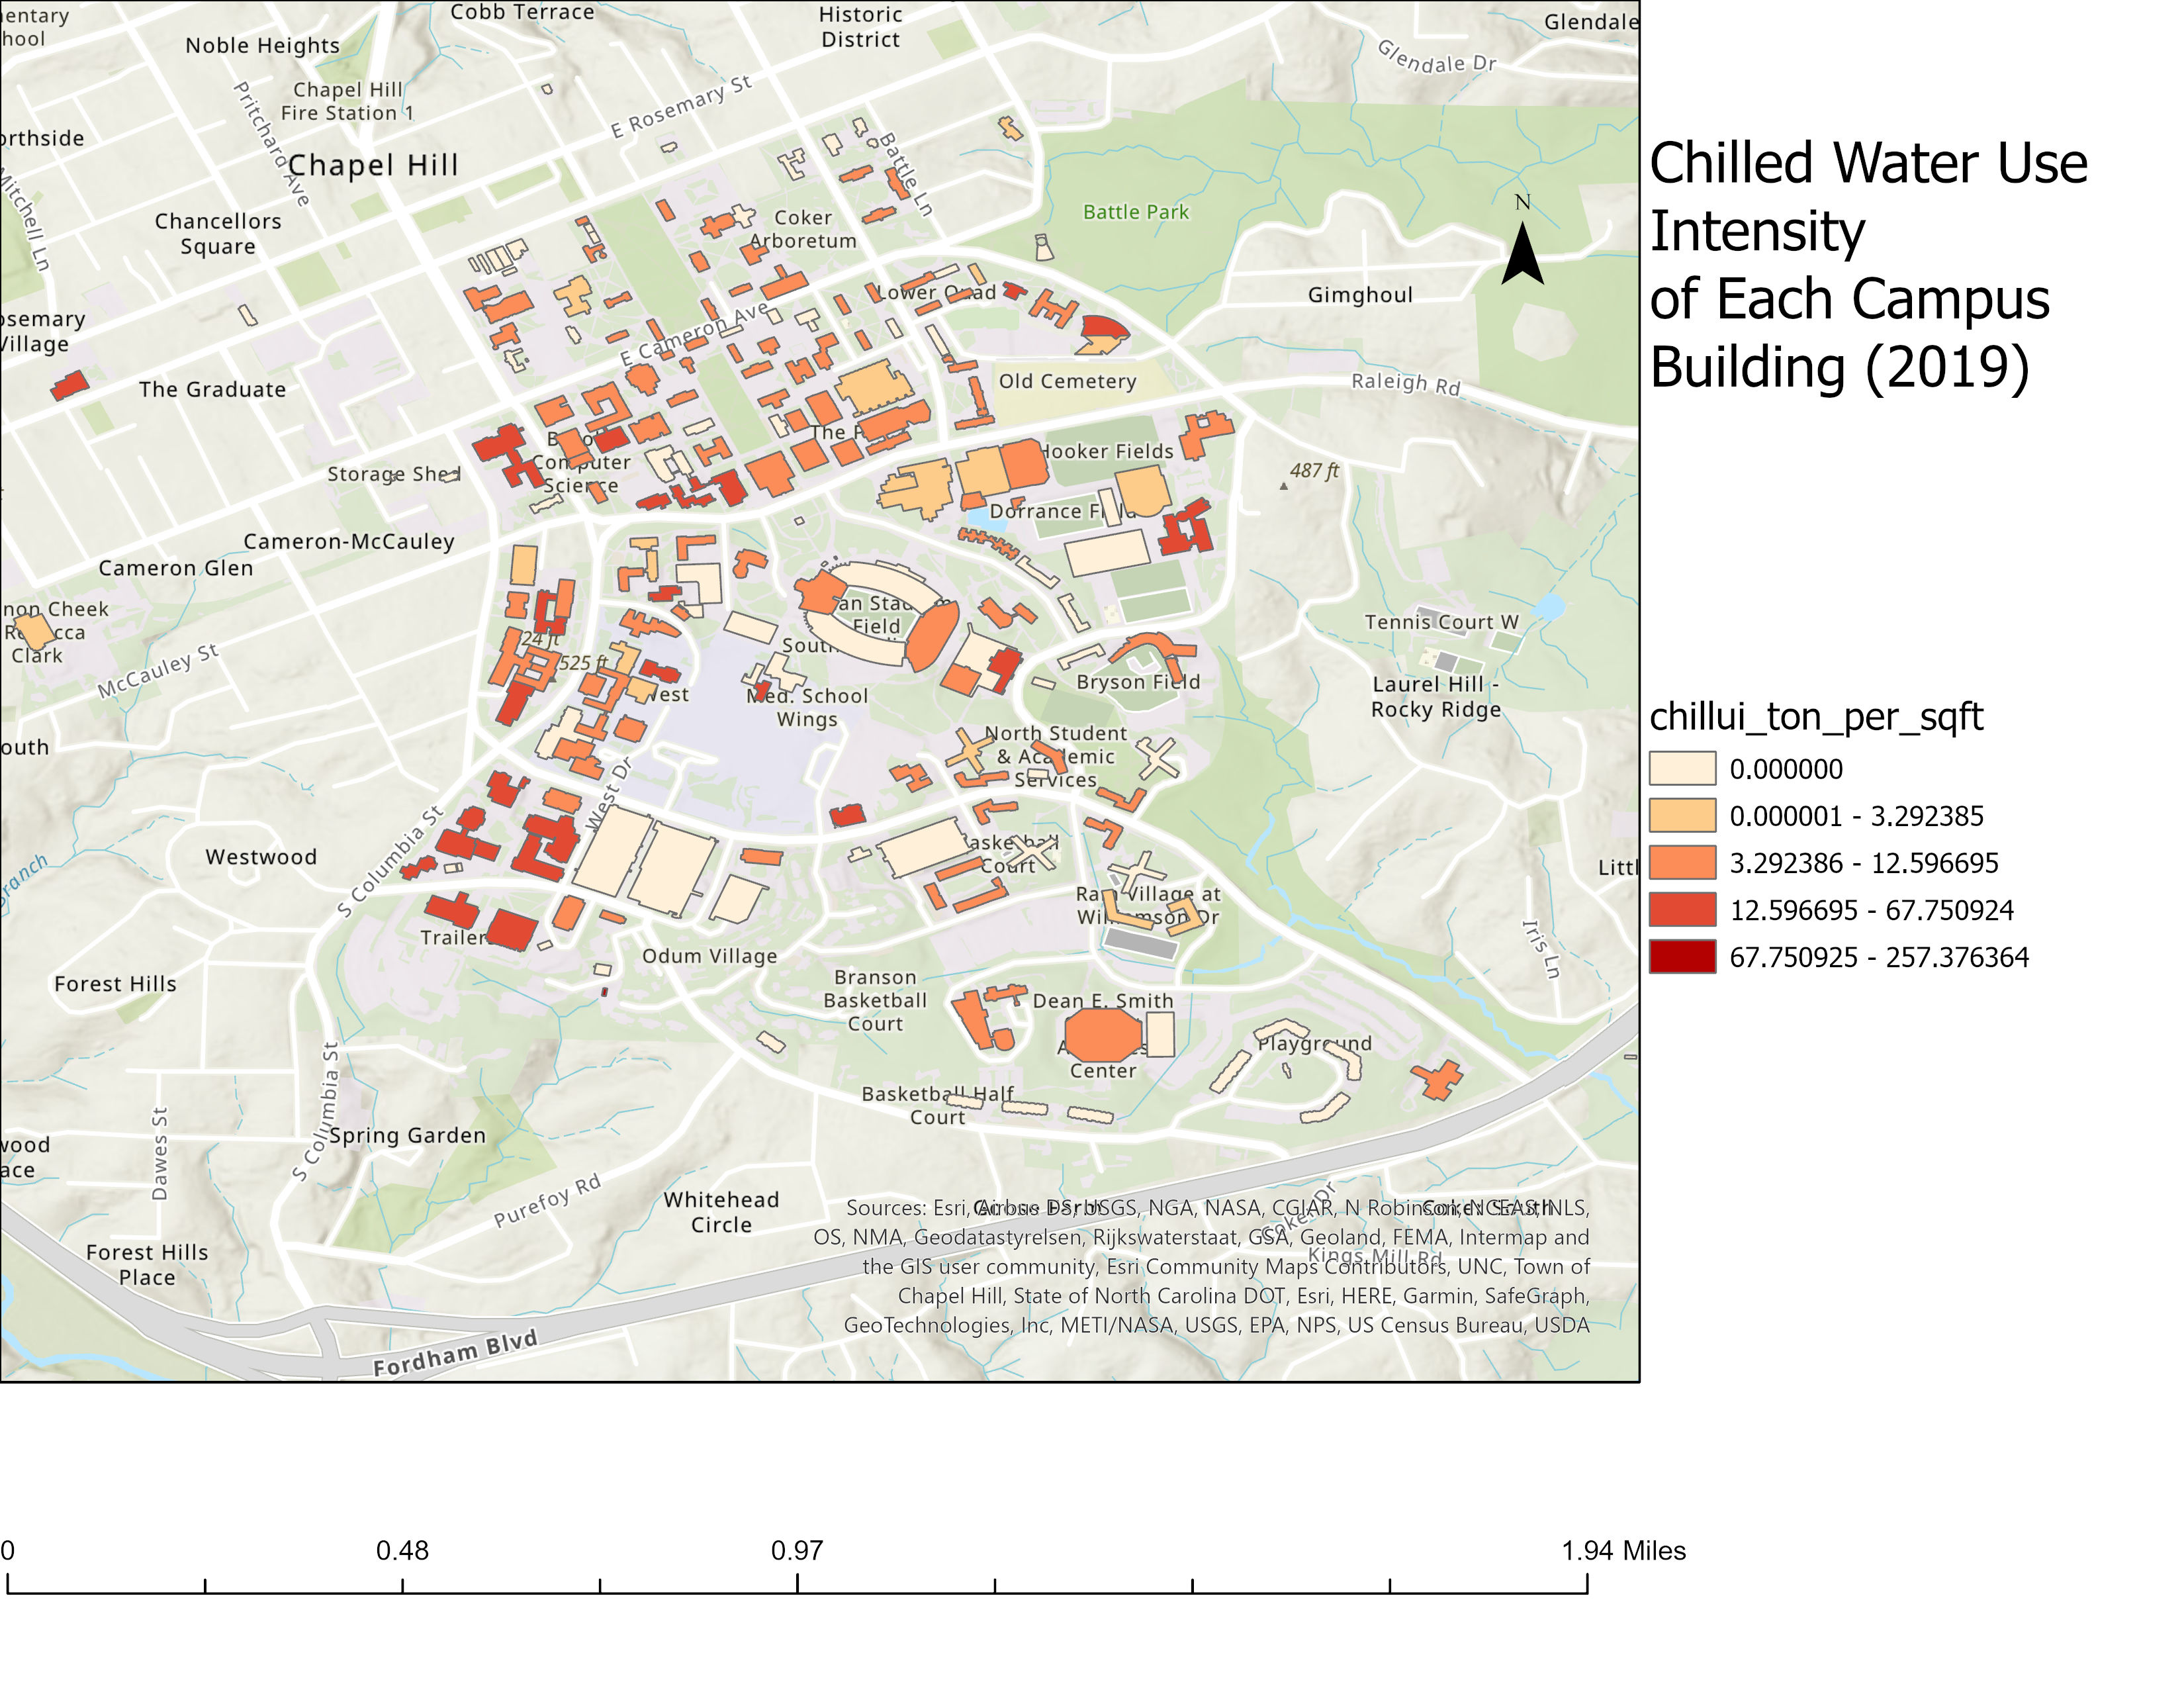 Cobb Terrace
Historic
District
Glendale
entary
hool
Noble Heights
Glendale Dr
Chapel Hill
Fire Station 1
E Rosemary St
Pritchard Ave
orthside
Battle Ln
Chapel Hill
Mitchell Ln
Chancellors
Square
Coker
Arboretum
Battle Park
N
Lower Quad
Gimghoul
osemary
Village
E Cameron Ave
The Graduate
Old Cemetery
Raleigh Rd
The P
Hooker Fields
Computer
Science
Storage Shed
487 ft
Dorrance Field
Cameron-McCauley
Cameron Glen
non Cheek
Clark
Field
Tennis Court W
24 ft
525 ft
McCauley St
South
Med. School
Wings
Bryson Field
Laurel Hill -
Rocky Ridge
outh
North Student
& Academic
Services
West Dr
S Columbia St
Westwood
Basketball
Court
Littl
Branch
Ram Village at
Williamson Dr
Trailer
Odum Village
Iris Ln
Forest Hills
Branson
Basketball
Court
Dean E. Smith
Center
Playground
S Columbia St
Basketball Half
Court
Dawes St
Spring Garden
wood
ace
Purefoy Rd
Whitehead
Circle
Coker Dr
Kings Mill Rd
Forest Hills
Place
Fordham Blvd
Sources: Esri, Airbus DS, USGS, NGA, NASA, CGIAR, N Robinson, NCEAS, NLS,
OS, NMA, Geodatastyrelsen, Rijkswaterstaat, GSA, Geoland, FEMA, Intermap and
the GIS user community, Esri Community Maps Contributors, UNC, Town of
Chapel Hill, State of North Carolina DOT, Esri, HERE, Garmin, SafeGraph,
GeoTechnologies, Inc, METI/NASA, USGS, EPA, NPS, US Census Bureau, USDA
Chilled Water Use
Intensity
of Each Campus
Building (2019)
chillui_ton_per_sqft
0.000000
0.000001 - 3.292385
3.292386 - 12.596695
12.596695 - 67.750924
67.750925 - 257.376364
0
0.48
0.97
1.94 Miles